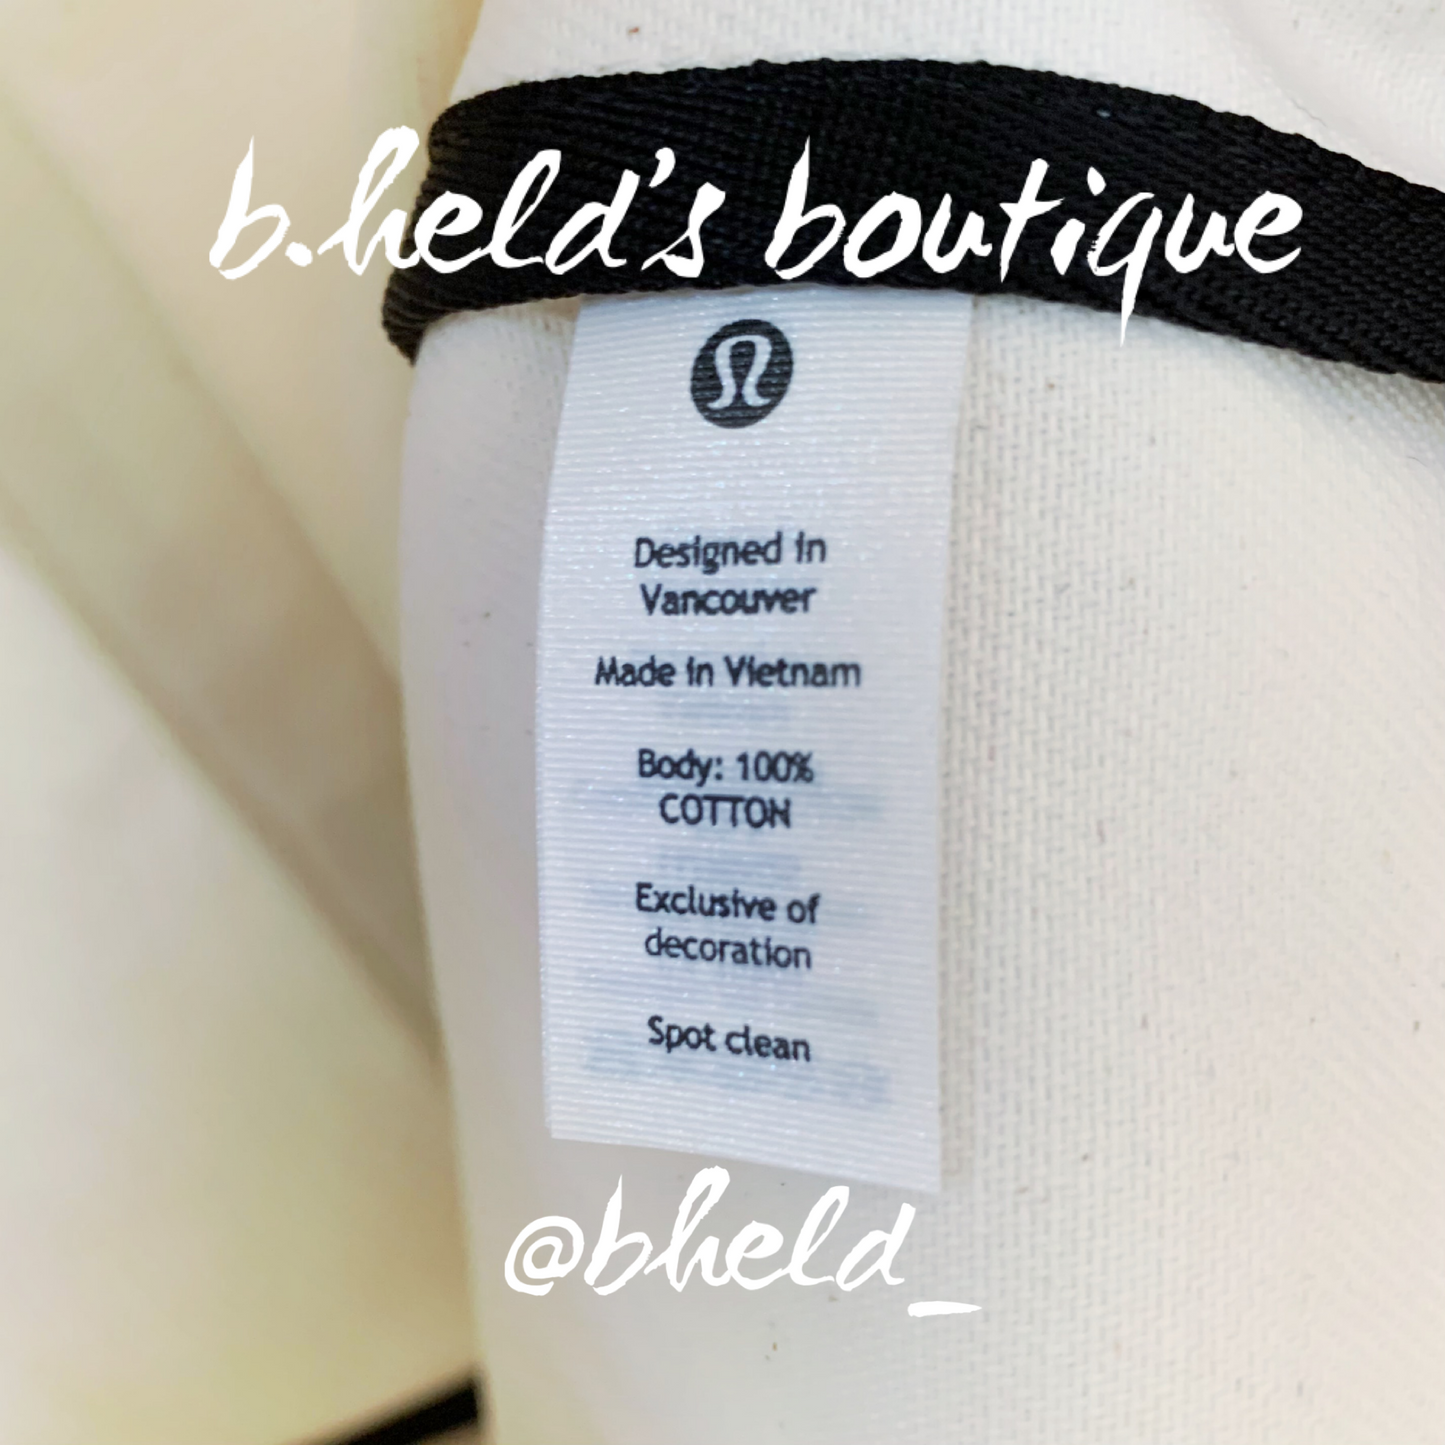 b.held's boutique
Designed in
Vancouver
Made in Vietnam
Body: 100%
COTTON
Exclusive of
decoration
Spot clean
@bheld_